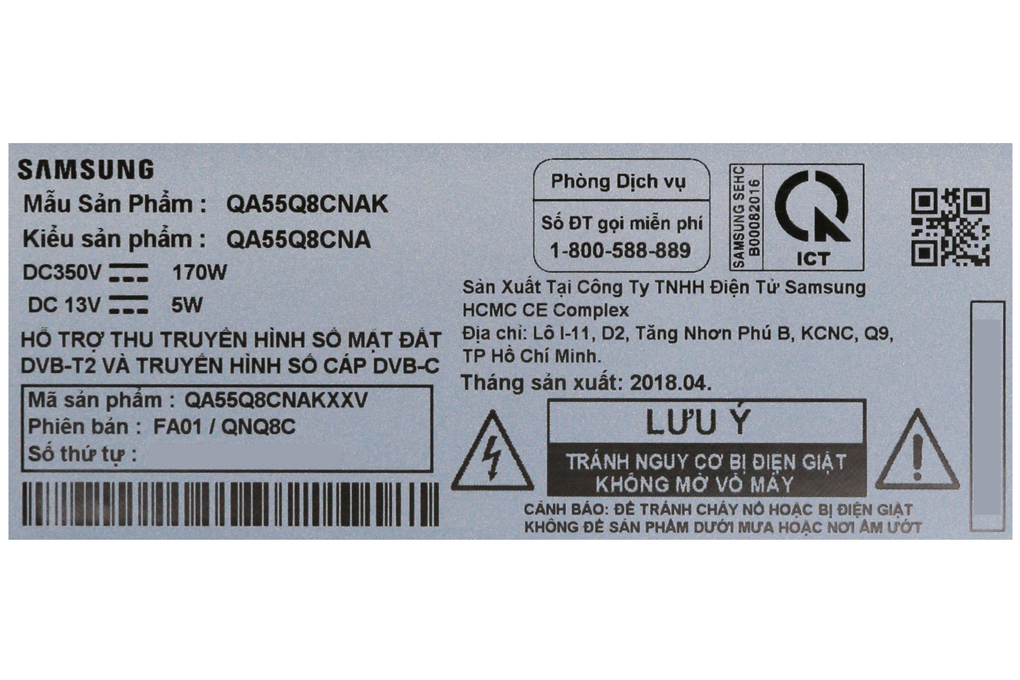 SAMSUNG
Mẫu Sản Phẩm : QA55Q8CNAK
Kiểu sản phẩm : QA55Q8CNA
DC350V 170W
DC 13V 5W
HỖ TRỢ THU TRUYỀN HÌNH SỐ MẶT ĐẤT
DVB-T2 VÀ TRUYỀN HÌNH SỐ CÁP DVB-C
Mã sản phẩm : QA55Q8CNAKXXV
Phiên bản : FA01 / QNQ8C
Số thứ tự :
Phòng Dịch vụ
Số ĐT gọi miễn phí
1-800-588-889
SAMSUNG SEHC
B00082016
ICT
Sản Xuất Tại Công Ty TNHH Điện Tử Samsung
HCMC CE Complex
Địa chỉ: Lô I-11, D2, Tăng Nhơn Phú B, KCNC, Q9,
TP Hồ Chí Minh.
Tháng sản xuất: 2018.04.
LƯU Ý
TRÁNH NGUY CƠ BỊ ĐIỆN GIẬT
KHÔNG MỞ VỎ MÁY
CẢNH BÁO: ĐỂ TRÁNH CHÁY NỔ HOẶC BỊ ĐIỆN GIẬT
KHÔNG ĐỂ SẢN PHẨM DƯỚI MƯA HOẶC NƠI ẨM ƯỚT